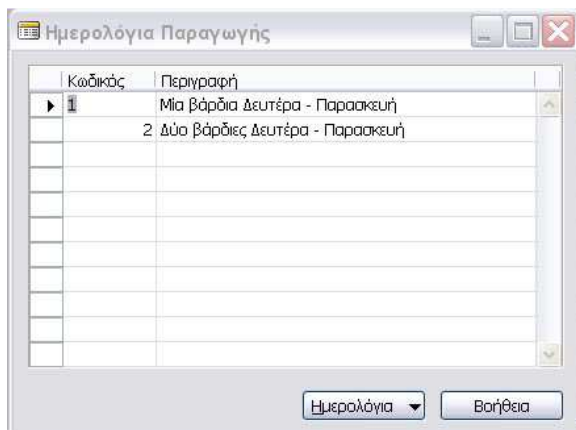 Ημερολόγια Παραγωγής
Κωδικός Περιγραφή
1 Μία βάρδια Δευτέρα - Παρασκευή
2 Δύο βάρδιες Δευτέρα - Παρασκευή
Ημερολόγια Βοήθεια